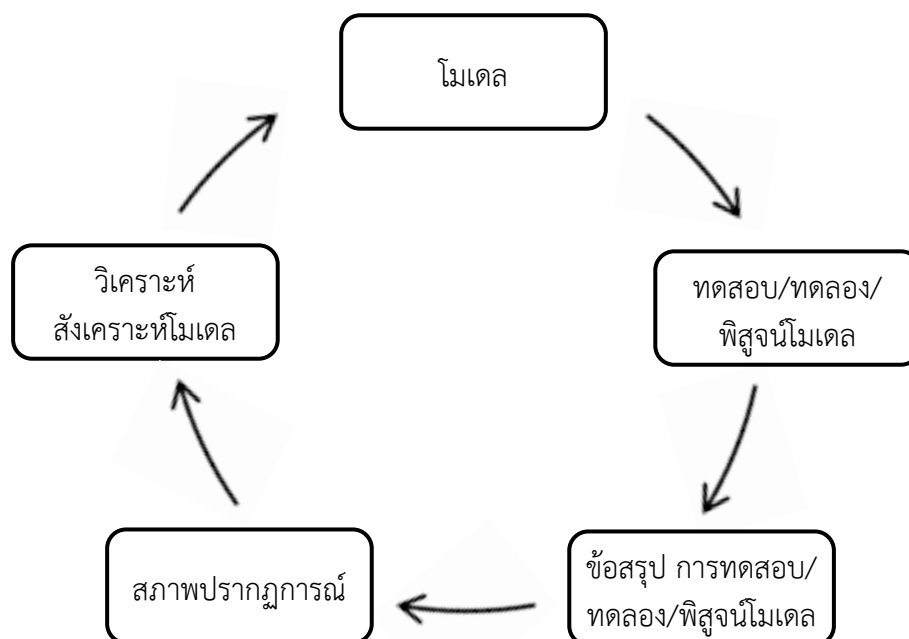 โมเดล
ทดสอบ/ทดลอง/
พิสูจน์โมเดล
ข้อสรุป การทดสอบ/
ทดลอง/พิสูจน์โมเดล
สภาพปรากฏการณ์
วิเคราะห์
สังเคราะห์โมเดล